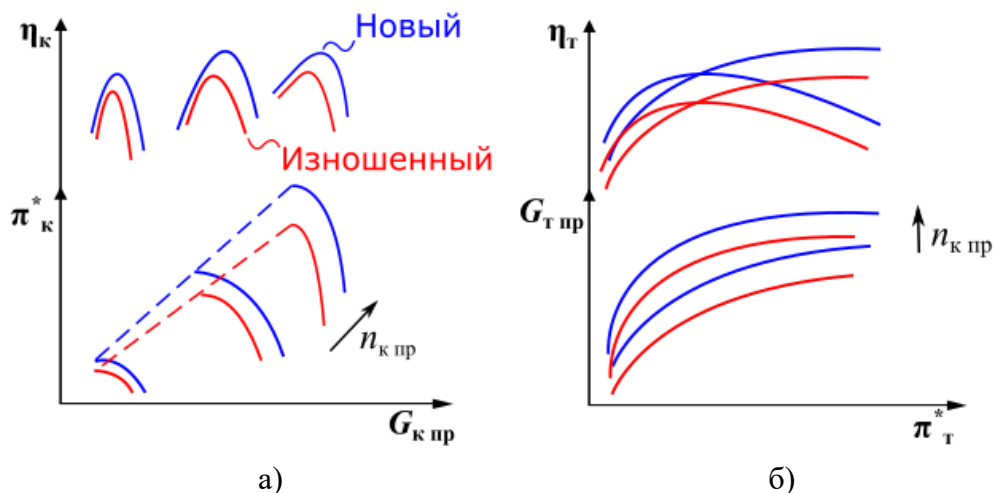 ηк
Новый
Изношенный
π*к
nк пр
Gк пр
а)
ηт
Gт пр
nк пр
π*т
б)